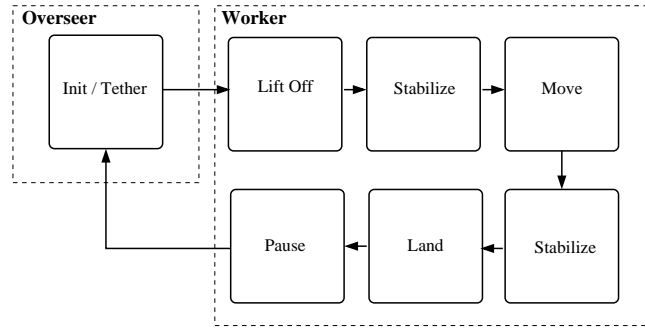 Overseer
Worker
Init / Tether
Lift Off
Stabilize
Move
Pause
Land
Stabilize